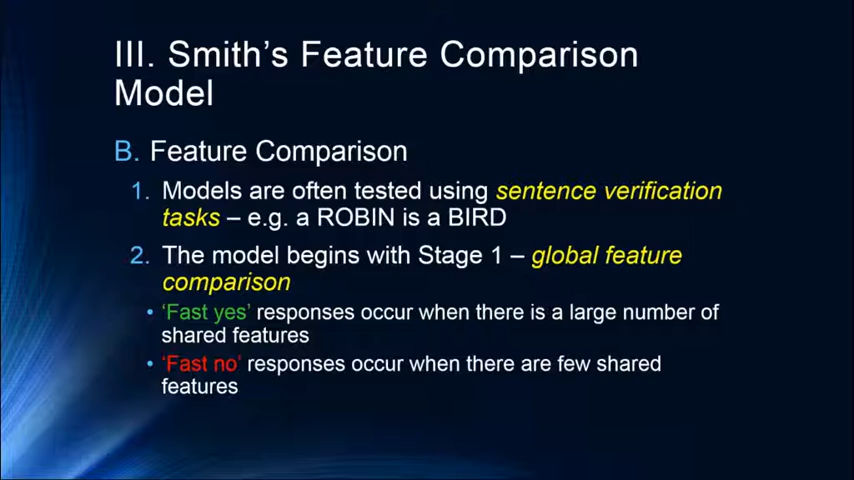 III. Smith's Feature Comparison
Model
B. Feature Comparison
1. Models are often tested using sentence verification
tasks – e.g. a ROBIN is a BIRD
2. The model begins with Stage 1 – global feature
comparison
• 'Fast yes' responses occur when there is a large number of
shared features
• 'Fast no' responses occur when there are few shared
features